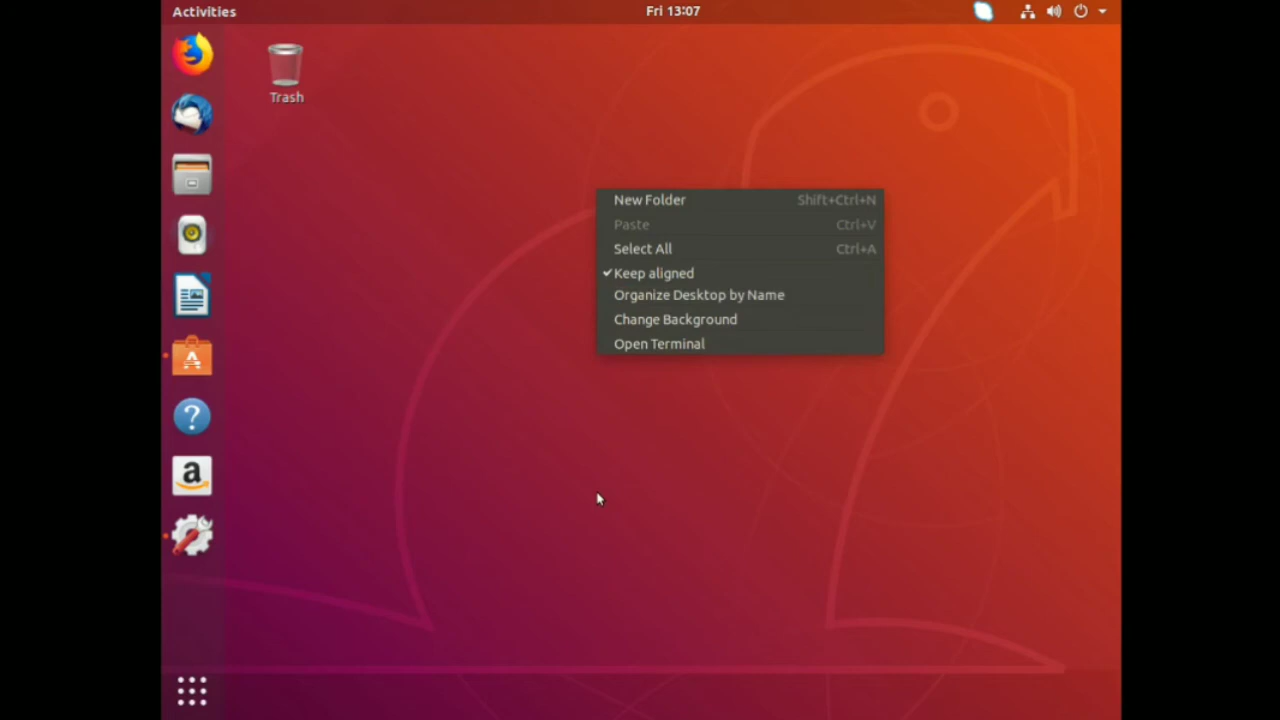 Activities
Fri 13:07
Trash
New Folder Shift+Ctrl+N
Paste Ctrl+V
Select All Ctrl+A
Keep aligned
Organize Desktop by Name
Change Background
Open Terminal
?
a